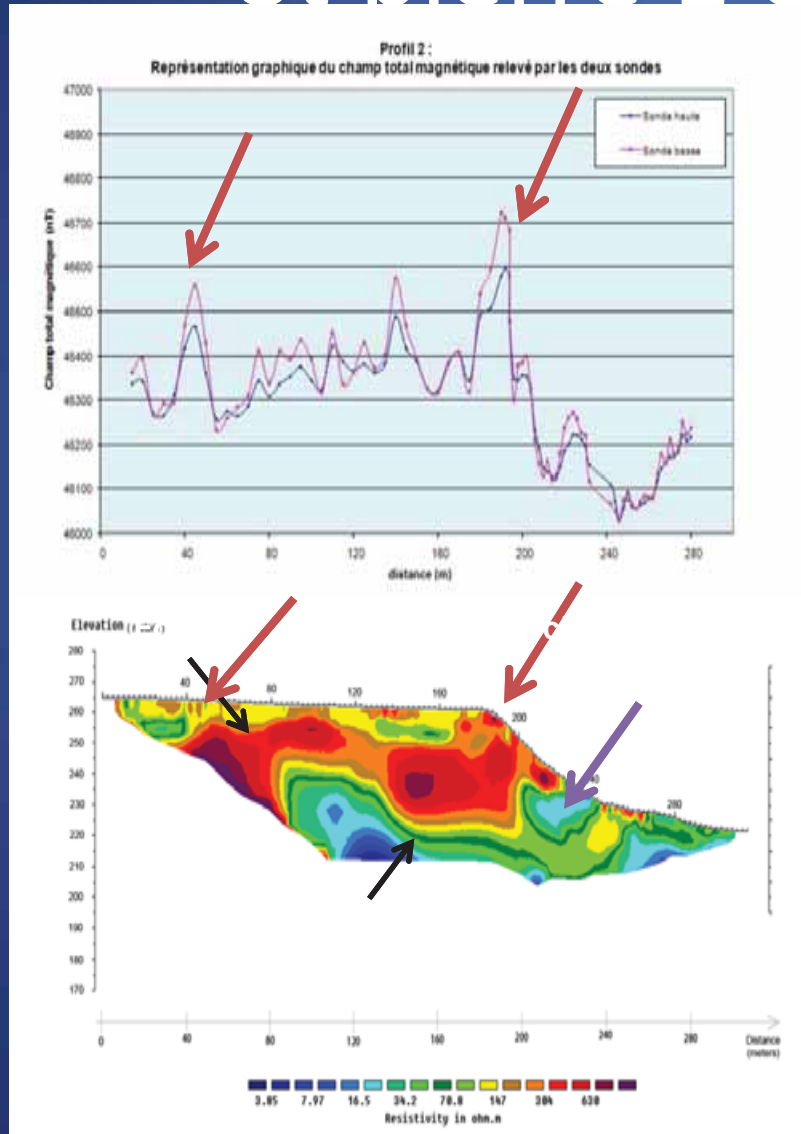 Profil 2 :
Représentation graphique du champ total magnétique relevé par les deux sondes
Champ total magnétique (nT)
47000
46900
46800
46700
46600
46500
46400
46300
46200
46100
46000
Sonde haute
Sonde basse
0 40 80 120 160 200 240 280
distance (m)
Elevation
280
270
260
250
240
230
220
210
200
190
180
170
40 80 120 160 200 40 280
0 40 80 120 160 200 240 280
Distance
(meters)
3.85 7.97 16.5 34.2 70.8 147 304 630
Resistivity in ohm.m